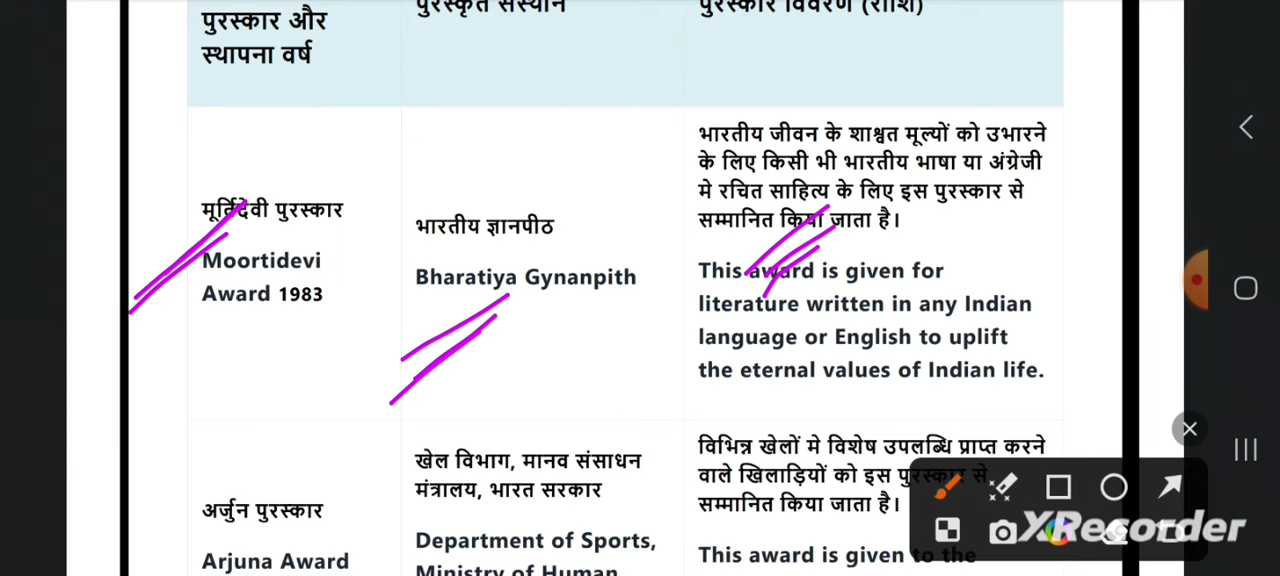 पुरस्कार और
स्थापना वर्ष
पुरस्कृत संस्थान
पुरस्कार विवरण (राशि)
मूर्तिदेवी पुरस्कार
Moortidevi
Award 1983
भारतीय ज्ञानपीठ
Bharatiya Gynanpith
भारतीय जीवन के शाश्वत मूल्यों को उभारने
के लिए किसी भी भारतीय भाषा या अंग्रेजी
मे रचित साहित्य के लिए इस पुरस्कार से
सम्मानित किया जाता है।
This award is given for
literature written in any Indian
language or English to uplift
the eternal values of Indian life.
अर्जुन पुरस्कार
Arjuna Award
खेल विभाग, मानव संसाधन
मंत्रालय, भारत सरकार
Department of Sports,
Ministry of Human
विभिन्न खेलों मे विशेष उपलब्धि प्राप्त करने
वाले खिलाड़ियों को इस पुरस्कार से
सम्मानित किया जाता है।
This award is given to the
XRecorder